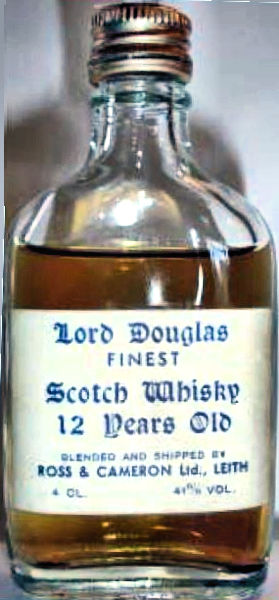 Lord Douglas
FINEST
Scotch Whisky
12 Years Old
BLENDED AND SHIPPED BY
ROSS & CAMERON Ltd., LEITH
4 CL. 41% VOL.